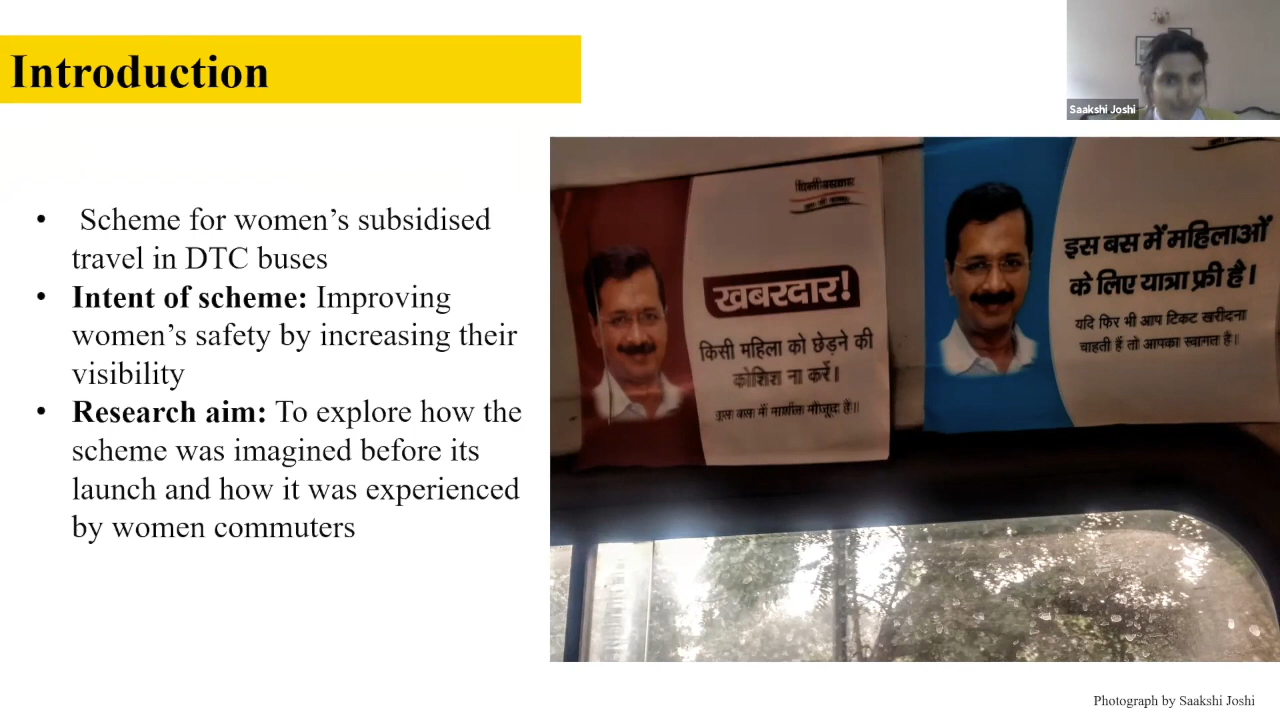 Introduction
Saakshi Joshi
• Scheme for women’s subsidised
travel in DTC buses
• Intent of scheme: Improving
women’s safety by increasing their
visibility
• Research aim: To explore how the
scheme was imagined before its
launch and how it was experienced
by women commuters
खबरदार!
किसी महिला को छेड़ने की
कोशिश ना करें।
इस बस में मार्शल मौजूद हैं।।
इस बस में महिलाओं
के लिए यात्रा फ्री है।
यदि फिर भी आप टिकट खरीदना
चाहती हैं तो आपका स्वागत है।।
Photograph by Saakshi Joshi